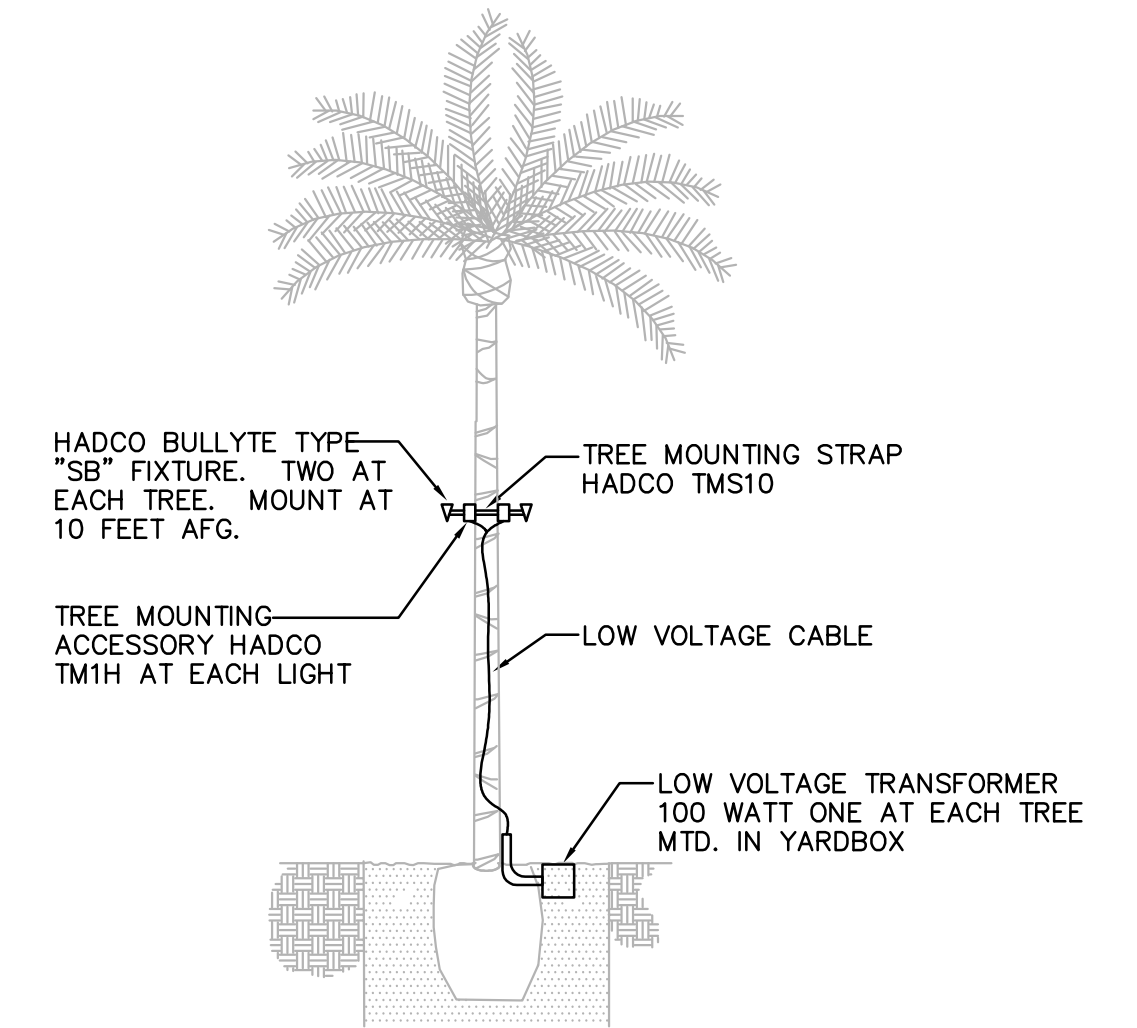 HADCO BULLYTE TYPE
"SB" FIXTURE. TWO AT
EACH TREE. MOUNT AT
10 FEET AFG.
TREE MOUNTING STRAP
HADCO TMS10
TREE MOUNTING
ACCESSORY HADCO
TM1H AT EACH LIGHT
LOW VOLTAGE CABLE
LOW VOLTAGE TRANSFORMER
100 WATT ONE AT EACH TREE
MTD. IN YARDBOX